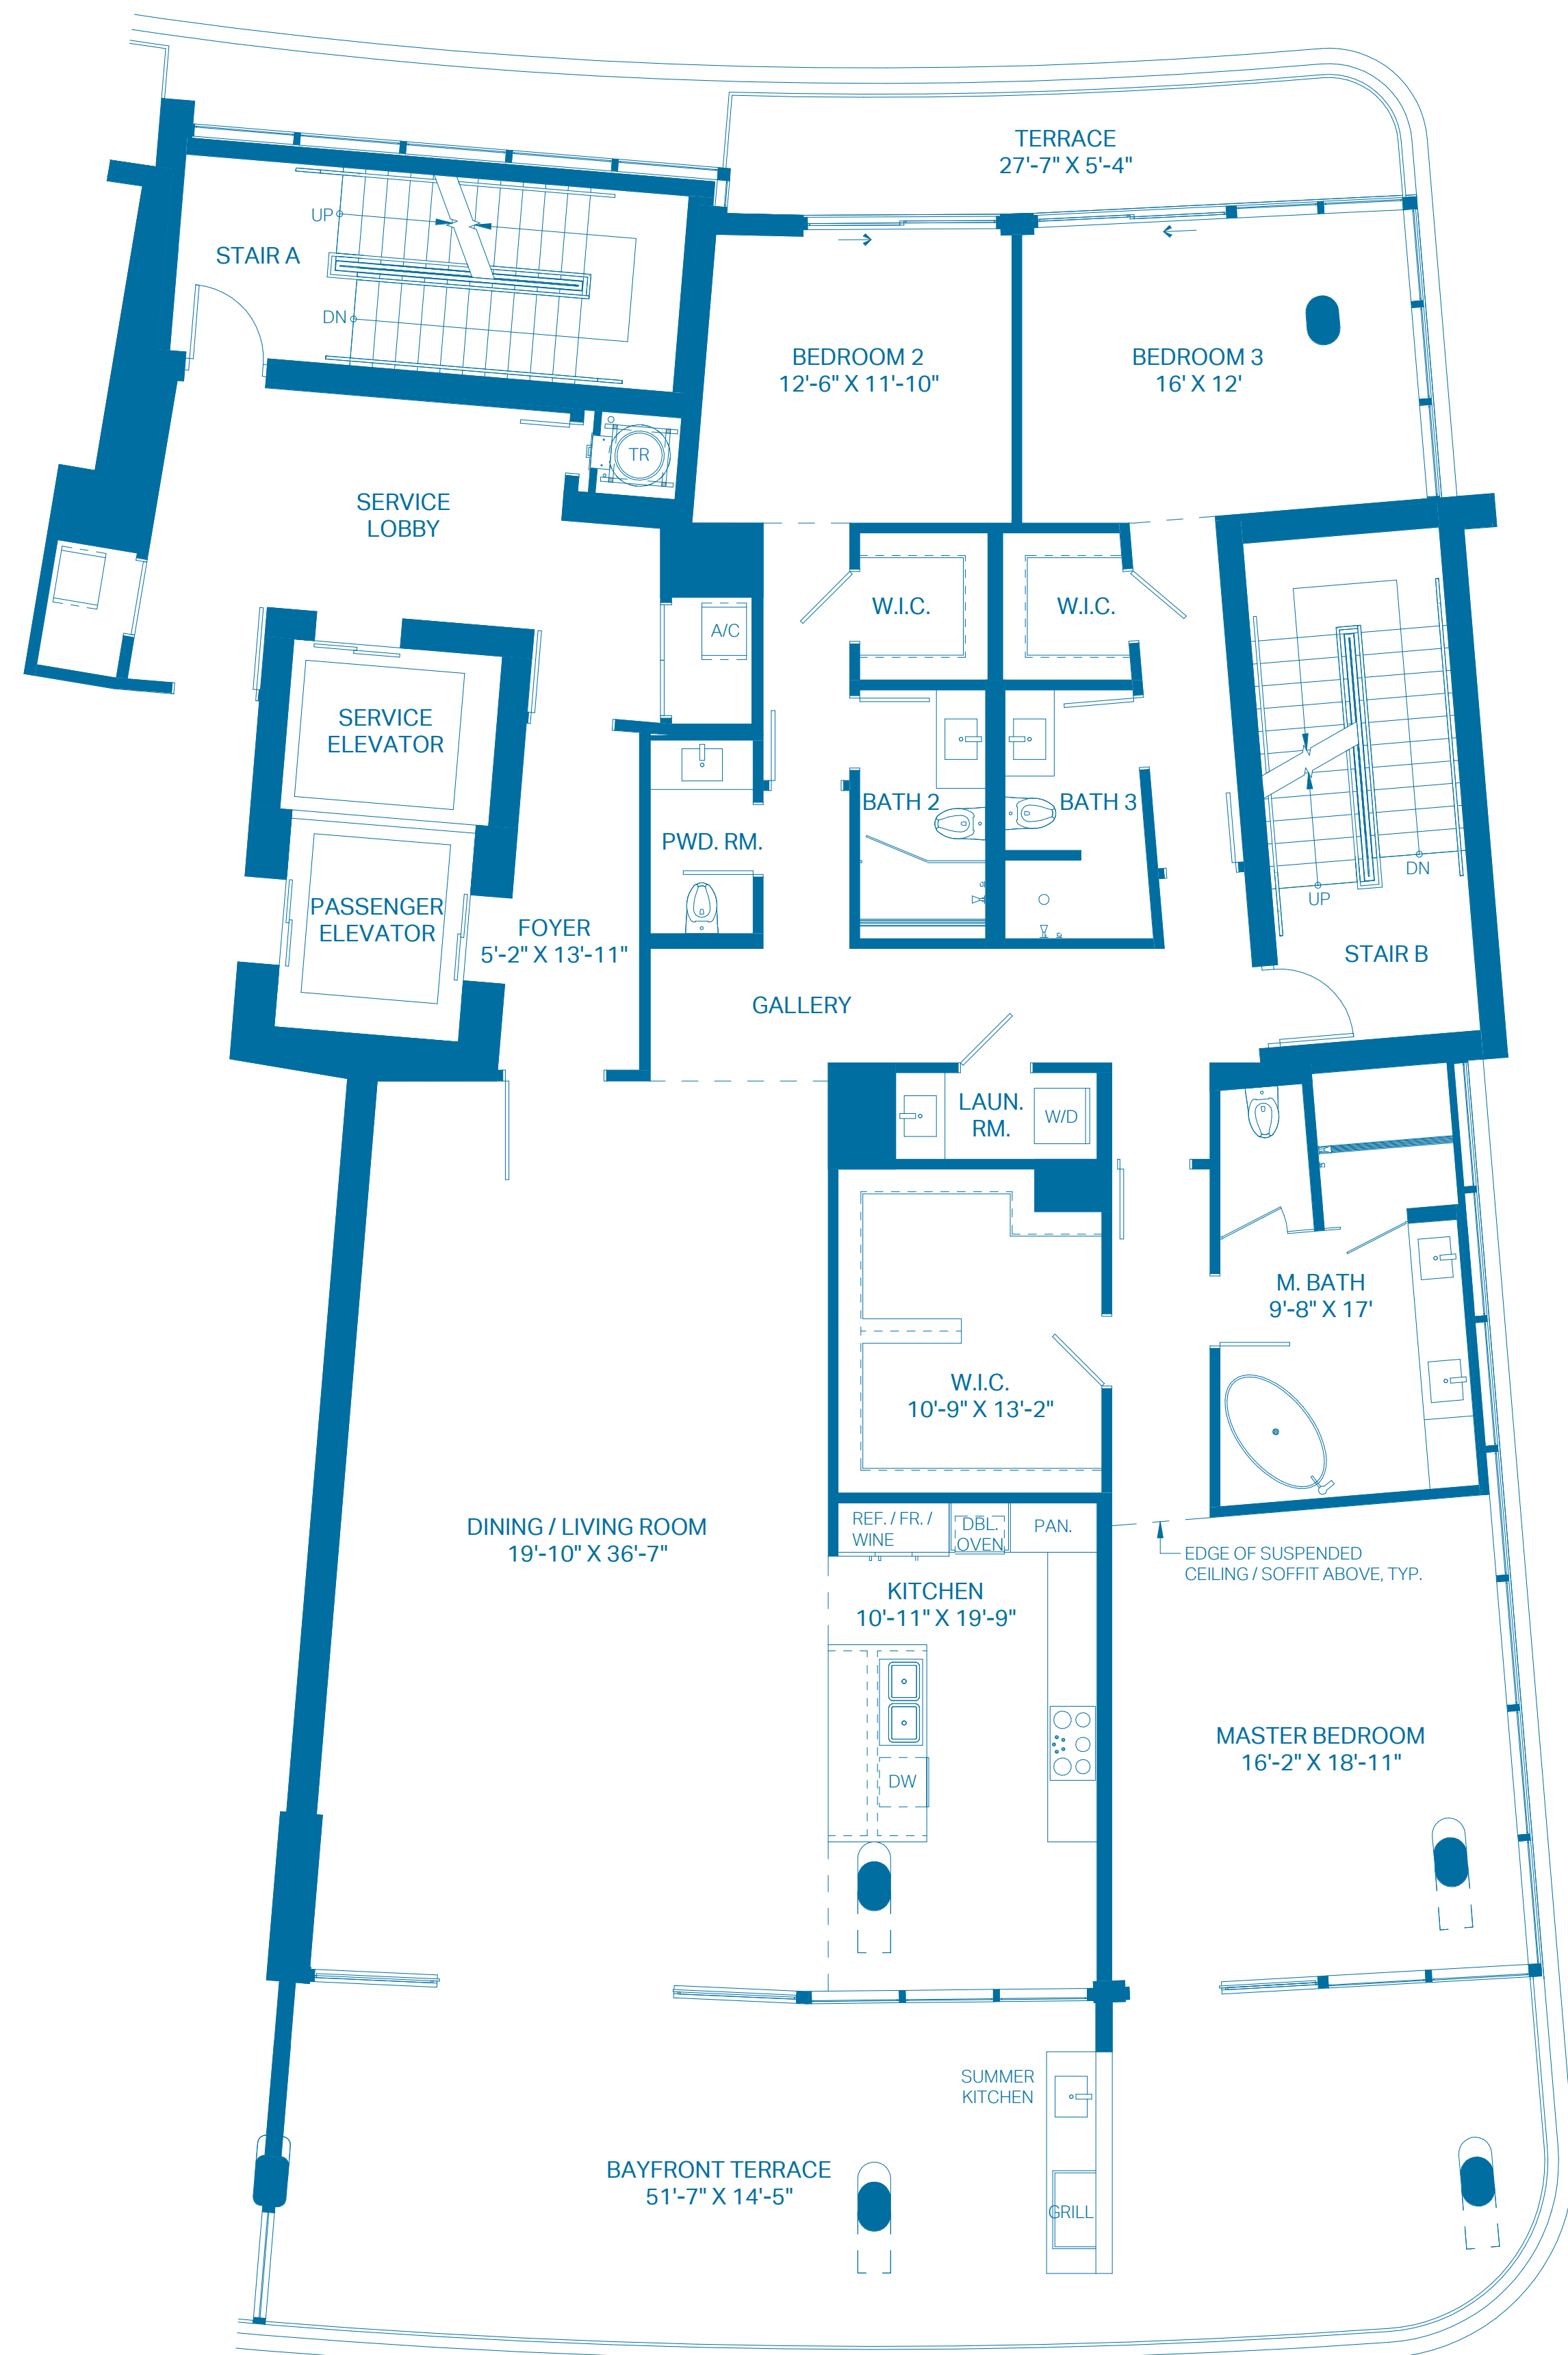 TERRACE
27'-7" X 5'-4"
UP
STAIR A
DN
BEDROOM 2
12'-6" X 11'-10"
BEDROOM 3
16' X 12'
TR
SERVICE
LOBBY
W.I.C.
W.I.C.
A/C
SERVICE
ELEVATOR
BATH 2
BATH 3
PWD. RM.
DN
UP
PASSENGER
ELEVATOR
FOYER
5'-2" X 13'-11"
STAIR B
GALLERY
LAUN.
RM.
W/D
M. BATH
9'-8" X 17'
W.I.C.
10'-9" X 13'-2"
DINING / LIVING ROOM
19'-10" X 36'-7"
REF. / FR. /
WINE
DBL.
OVEN
PAN.
EDGE OF SUSPENDED
CEILING / SOFFIT ABOVE, TYP.
KITCHEN
10'-11" X 19'-9"
DW
MASTER BEDROOM
16'-2" X 18'-11"
SUMMER
KITCHEN
BAYFRONT TERRACE
51'-7" X 14'-5"
GRILL